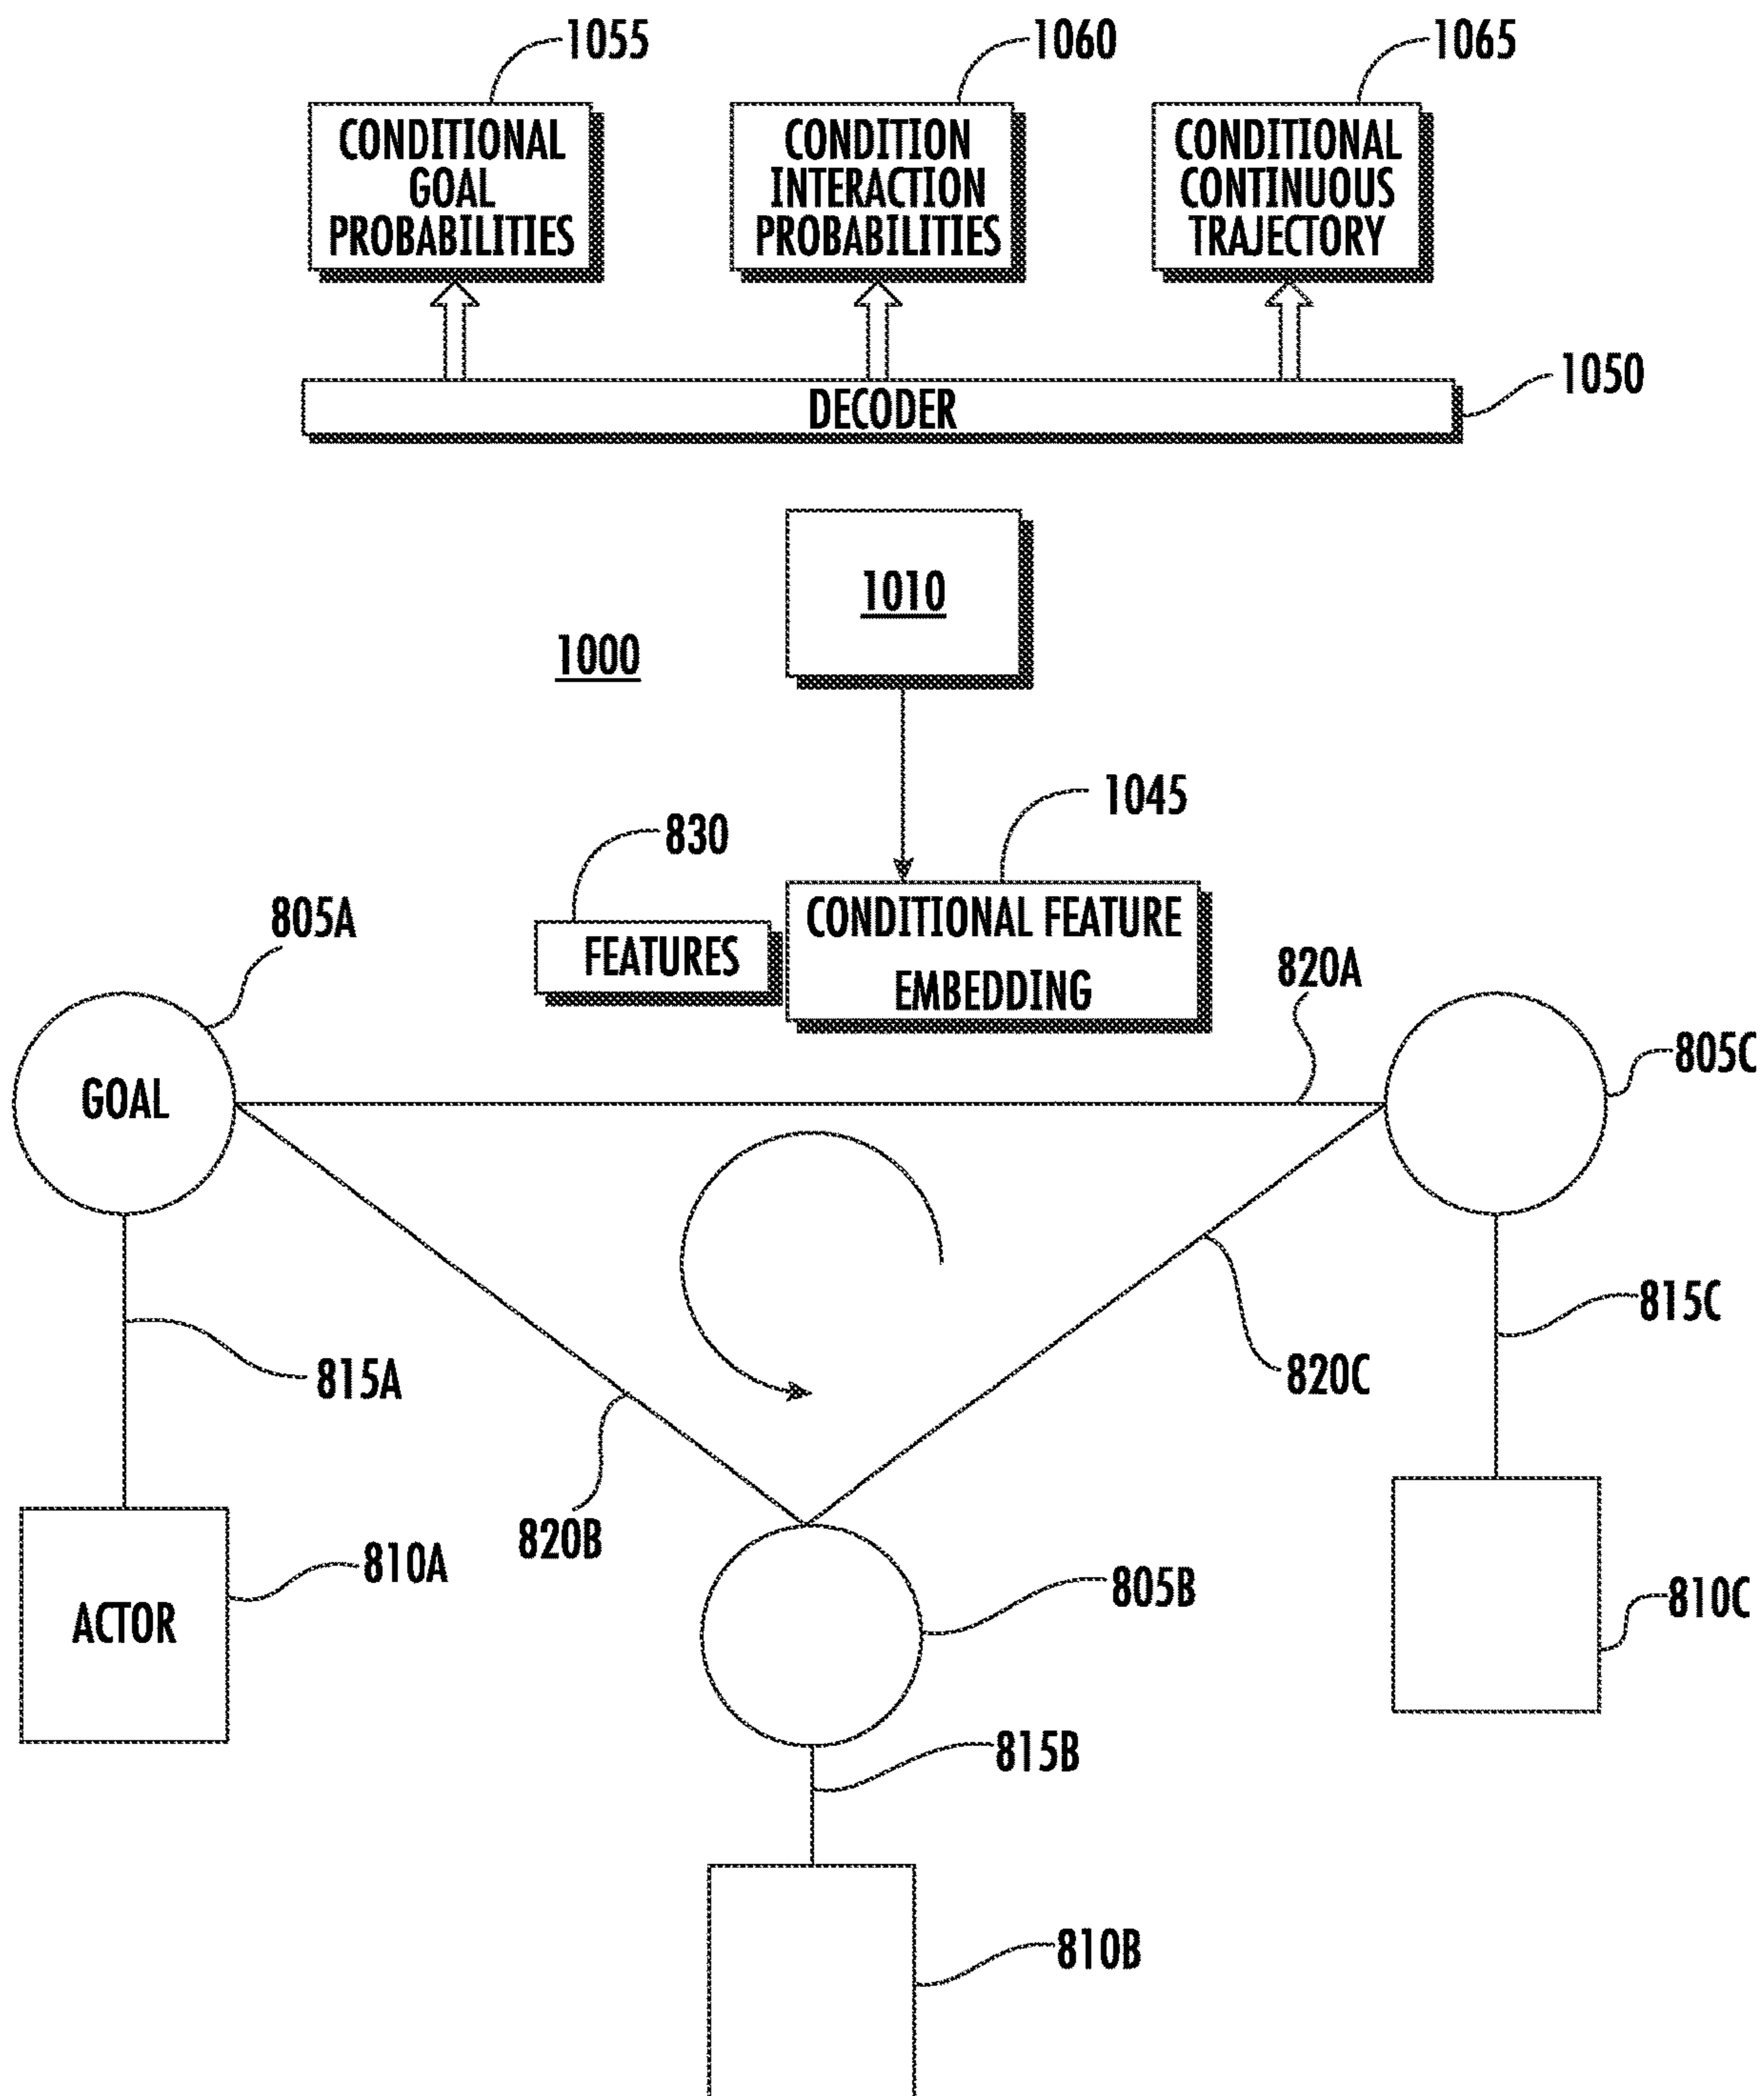 1055
1060
1065
CONDITIONAL
GOAL
PROBABILITIES
CONDITION
INTERACTION
PROBABILITIES
CONDITIONAL
CONTINUOUS
TRAJECTORY
1050
DECODER
1010
1000
1045
830
CONDITIONAL FEATURE
EMBEDDING
FEATURES
805A
820A
805C
GOAL
815C
815A
820C
820B
810A
805B
810C
ACTOR
815B
810B